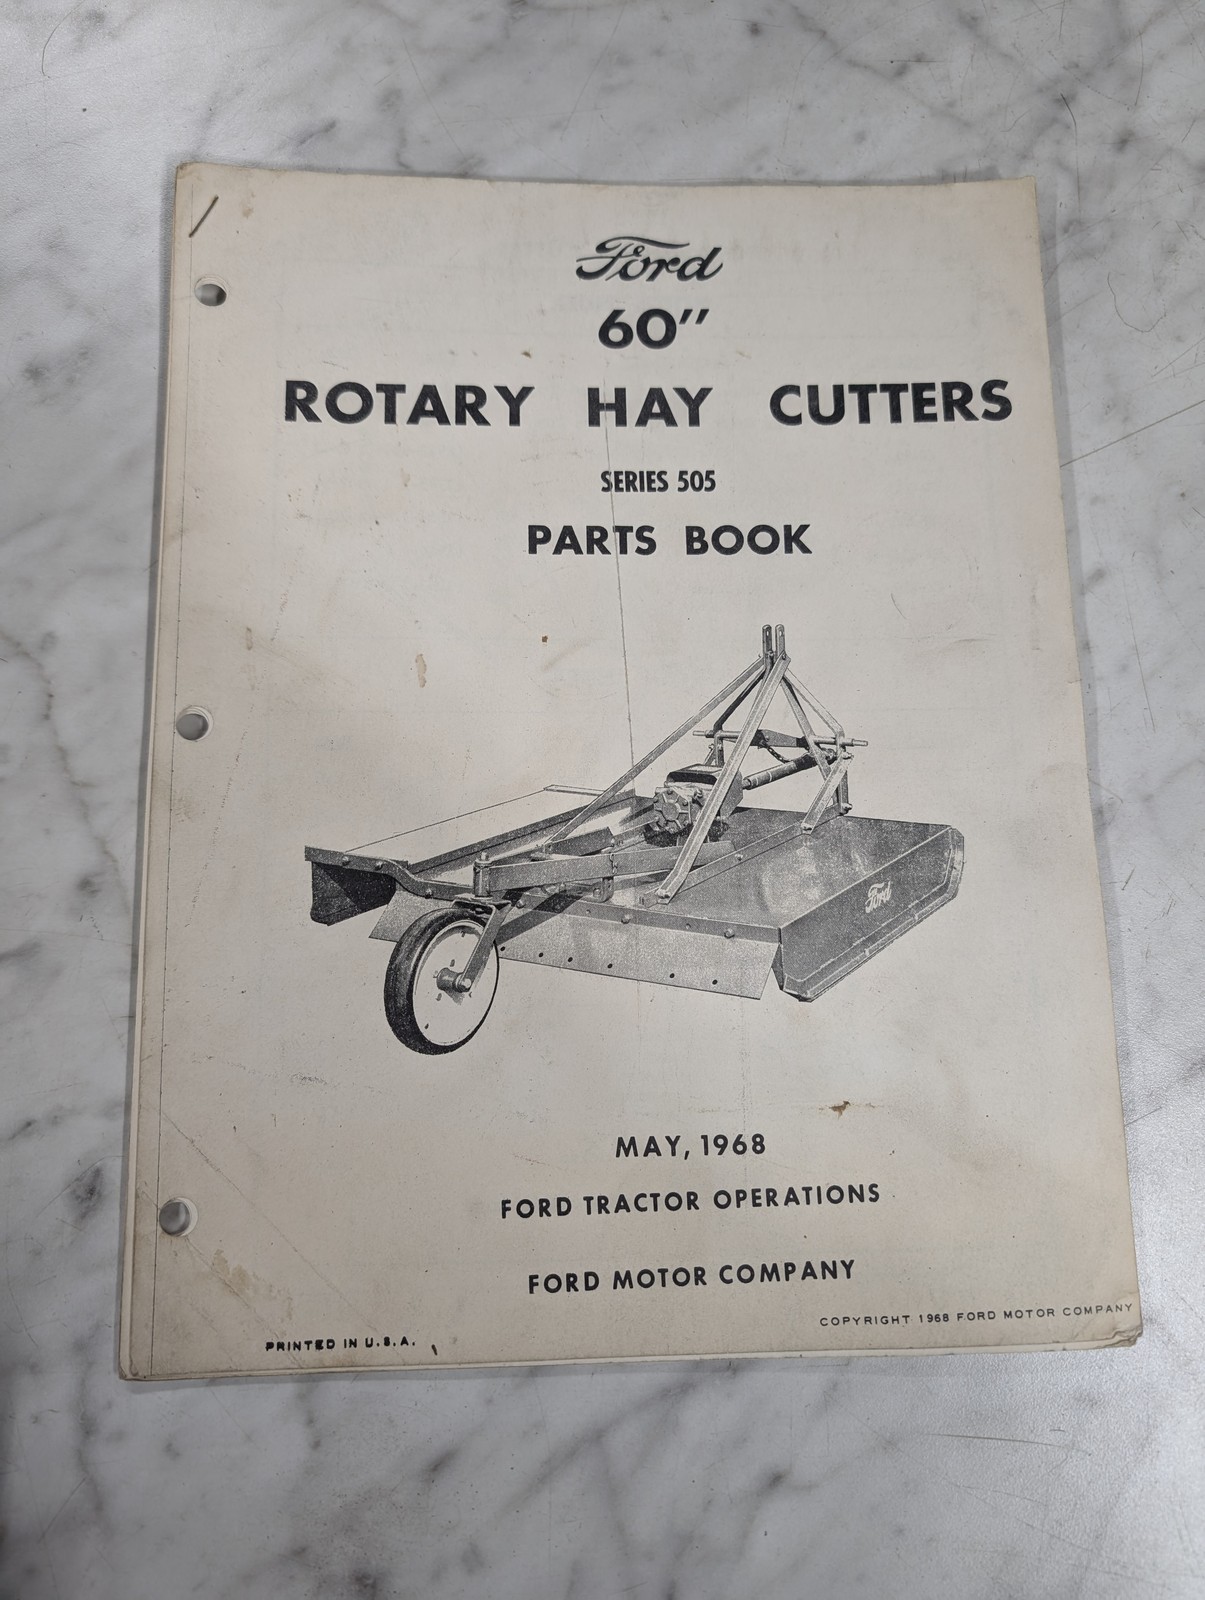 Ford
60"
ROTARY HAY CUTTERS
SERIES 505
PARTS BOOK
Ford
MAY, 1968
FORD TRACTOR OPERATIONS
FORD MOTOR COMPANY
COPYRIGHT 1968 FORD MOTOR COMPANY
PRINTED IN U.S.A.